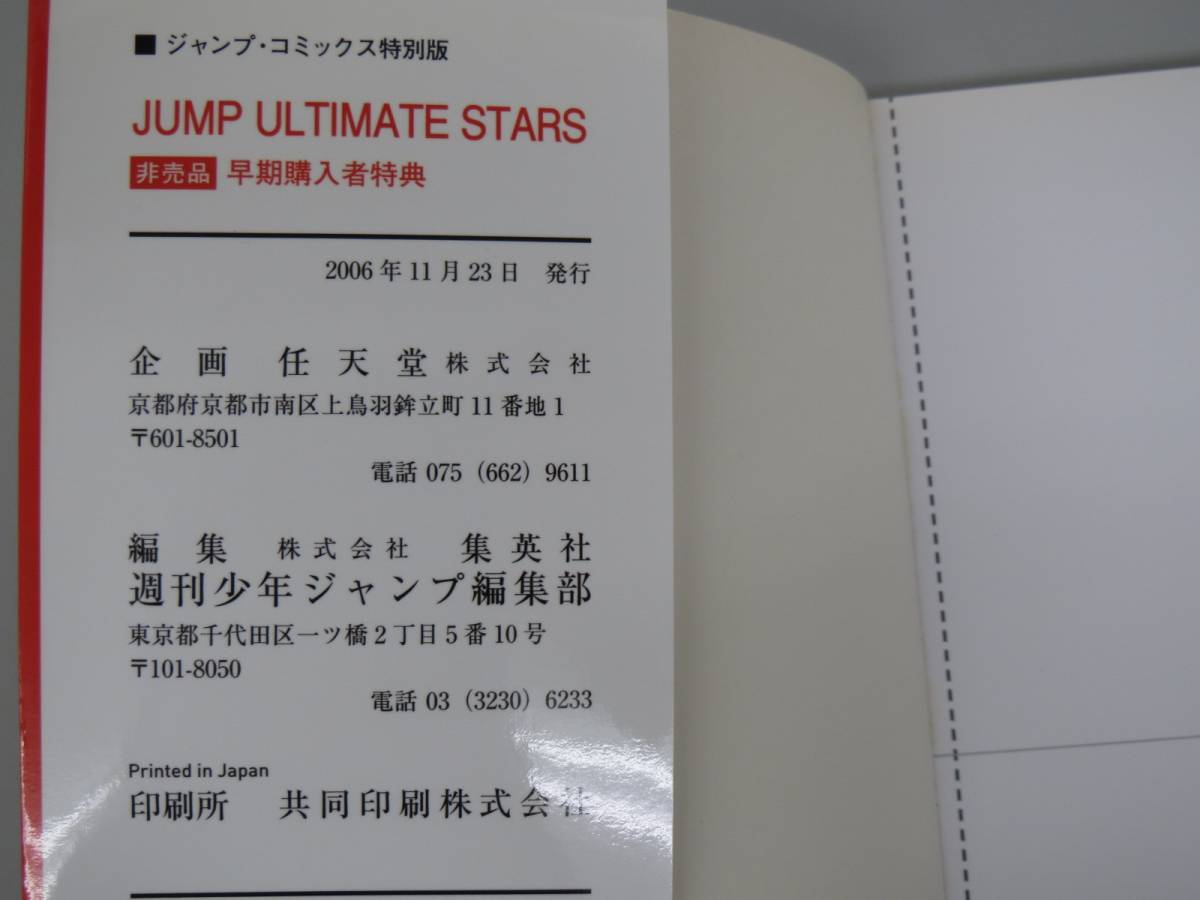 ■ ジャンプ・コミックス特別版
JUMP ULTIMATE STARS
非売品 早期購入者特典
2006年11月23日 発行
企画 任天堂株式会社
京都府京都市南区上鳥羽鉾立町11番地1
〒601-8501
電話 075（662）9611
編集 株式会社 集英社
週刊少年ジャンプ編集部
東京都千代田区一ツ橋2丁目5番10号
〒101-8050
電話 03（3230）6233
Printed in Japan
印刷所 共同印刷株式会社